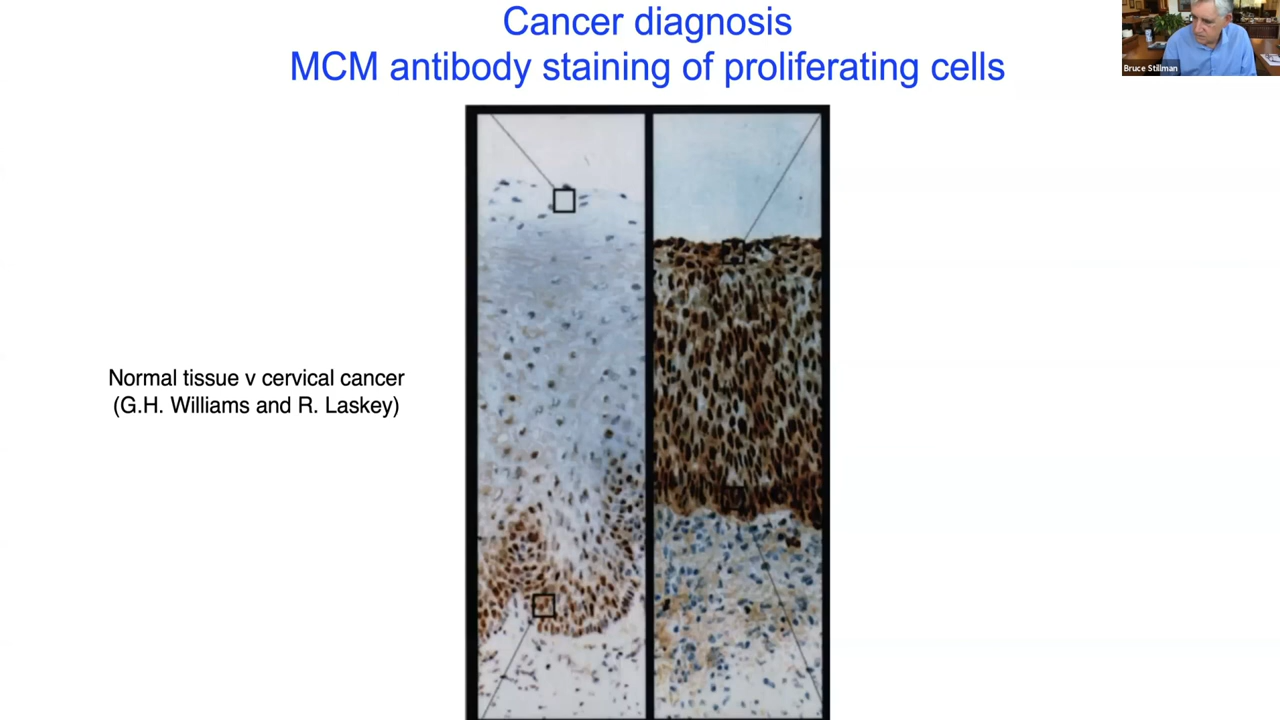 Cancer diagnosis
MCM antibody staining of proliferating cells
Bruce Stillman
Normal tissue v cervical cancer
(G.H. Williams and R. Laskey)